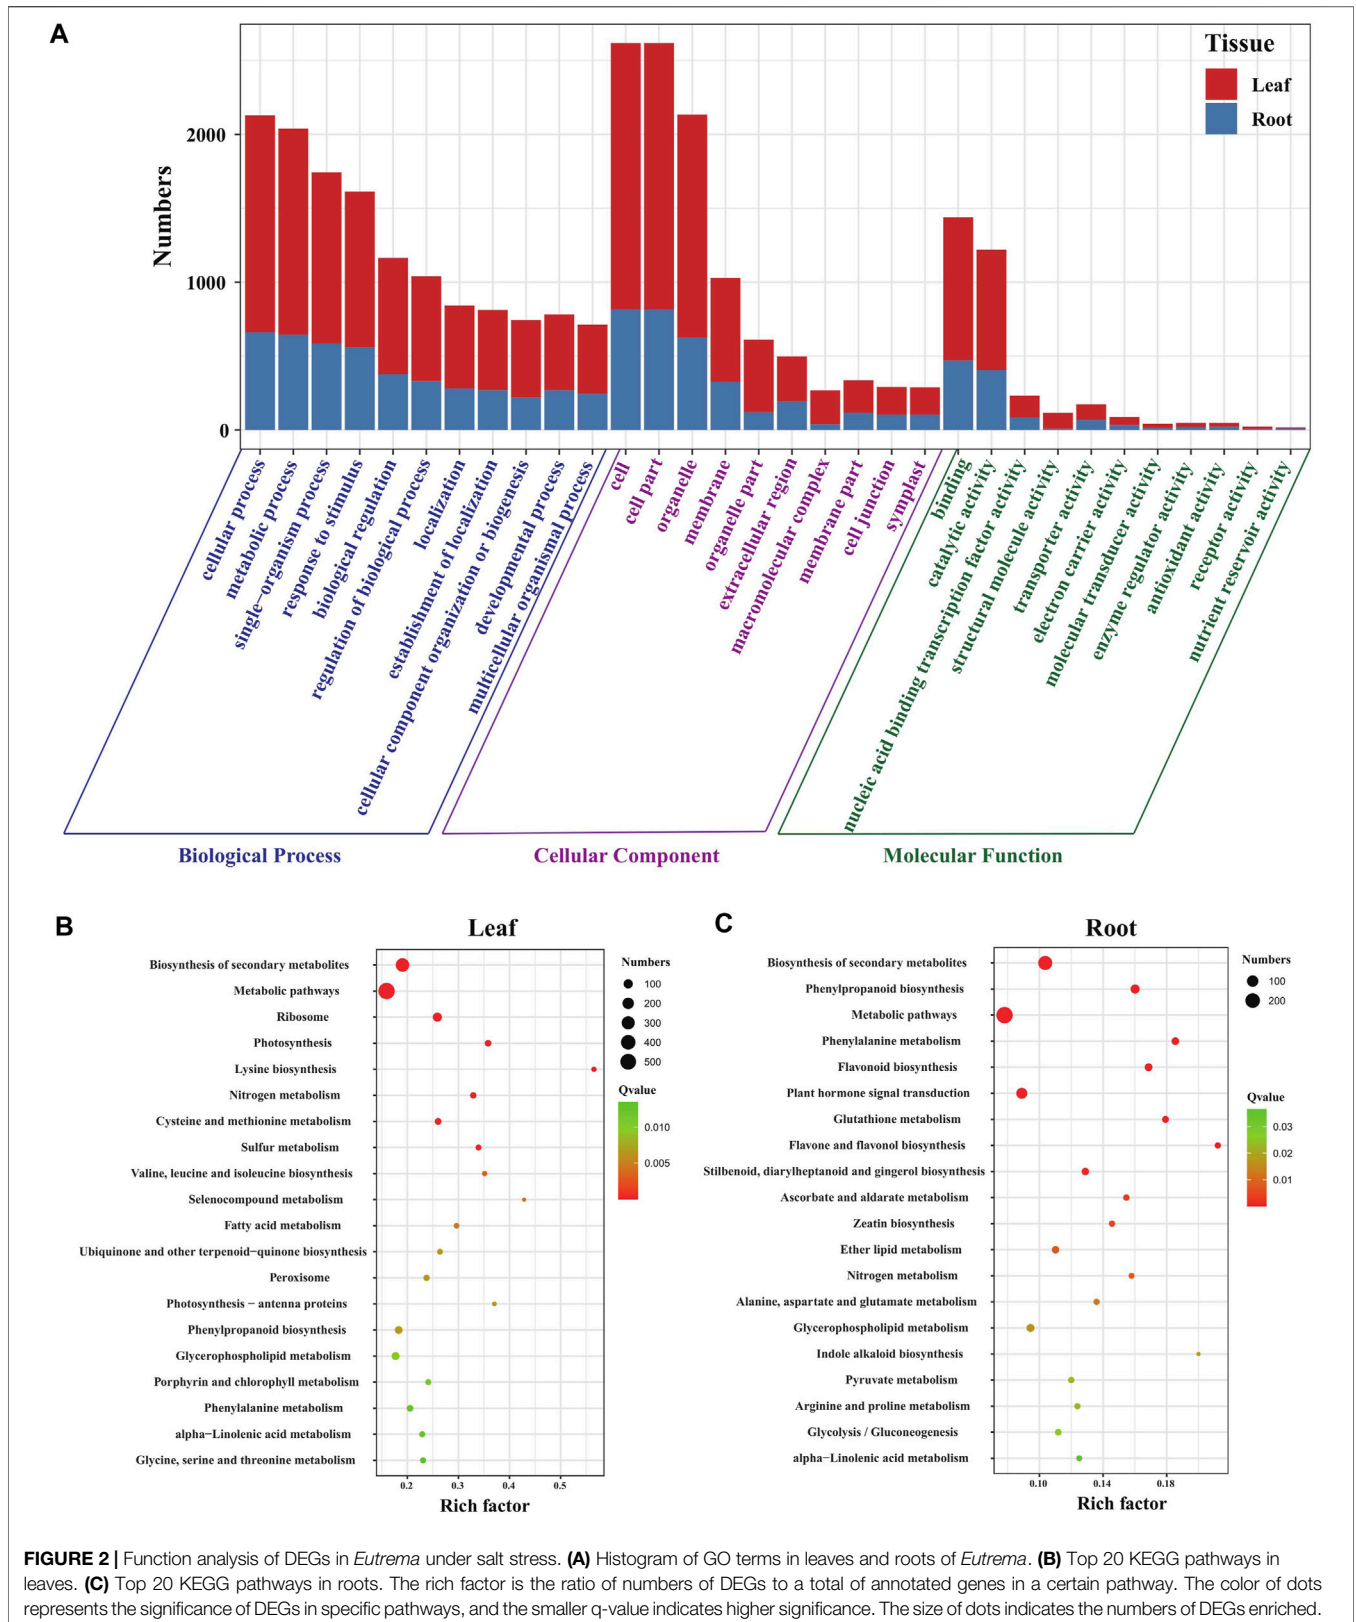 A
Tissue
Leaf
Root
Numbers
2000
1000
0
cellular process
metabolic process
single−organism process
response to stimulus
biological regulation
regulation of biological process
localization
establishment of localization
cellular component organization or biogenesis
developmental process
multicellular organismal process
cell
cell part
organelle
membrane
organelle part
extracellular region
macromolecular complex
membrane part
cell junction
symplast
binding
catalytic activity
nucleic acid binding transcription factor activity
structural molecule activity
transporter activity
electron carrier activity
molecular transducer activity
enzyme regulator activity
antioxidant activity
receptor activity
nutrient reservoir activity
Biological Process
Cellular Component
Molecular Function
B
Leaf
Biosynthesis of secondary metabolites
Metabolic pathways
Ribosome
Photosynthesis
Lysine biosynthesis
Nitrogen metabolism
Cysteine and methionine metabolism
Sulfur metabolism
Valine, leucine and isoleucine biosynthesis
Selenocompound metabolism
Fatty acid metabolism
Ubiquinone and other terpenoid−quinone biosynthesis
Peroxisome
Photosynthesis − antenna proteins
Phenylpropanoid biosynthesis
Glycerophospholipid metabolism
Porphyrin and chlorophyll metabolism
Phenylalanine metabolism
alpha−Linolenic acid metabolism
Glycine, serine and threonine metabolism
0.2
0.3
0.4
0.5
Rich factor
Numbers
100
200
300
400
500
Qvalue
0.010
0.005
C
Root
Biosynthesis of secondary metabolites
Phenylpropanoid biosynthesis
Metabolic pathways
Phenylalanine metabolism
Flavonoid biosynthesis
Plant hormone signal transduction
Glutathione metabolism
Flavone and flavonol biosynthesis
Stilbenoid, diarylheptanoid and gingerol biosynthesis
Ascorbate and aldarate metabolism
Zeatin biosynthesis
Ether lipid metabolism
Nitrogen metabolism
Alanine, aspartate and glutamate metabolism
Glycerophospholipid metabolism
Indole alkaloid biosynthesis
Pyruvate metabolism
Arginine and proline metabolism
Glycolysis / Gluconeogenesis
alpha−Linolenic acid metabolism
0.10
0.14
0.18
Rich factor
Numbers
100
200
Qvalue
0.03
0.02
0.01
FIGURE 2 | Function analysis of DEGs in Eutrema under salt stress. (A) Histogram of GO terms in leaves and roots of Eutrema. (B) Top 20 KEGG pathways in
leaves. (C) Top 20 KEGG pathways in roots. The rich factor is the ratio of numbers of DEGs to a total of annotated genes in a certain pathway. The color of dots
represents the significance of DEGs in specific pathways, and the smaller q-value indicates higher significance. The size of dots indicates the numbers of DEGs enriched.